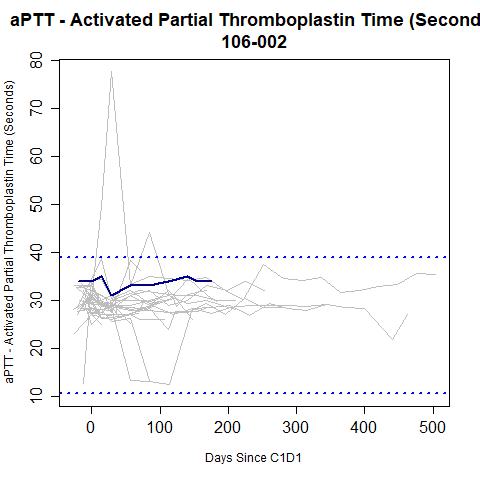 aPTT - Activated Partial Thromboplastin Time (Second
106-002
aPTT - Activated Partial Thromboplastin Time (Seconds)
80
70
60
50
40
30
20
10
0 100 200 300 400 500
Days Since C1D1